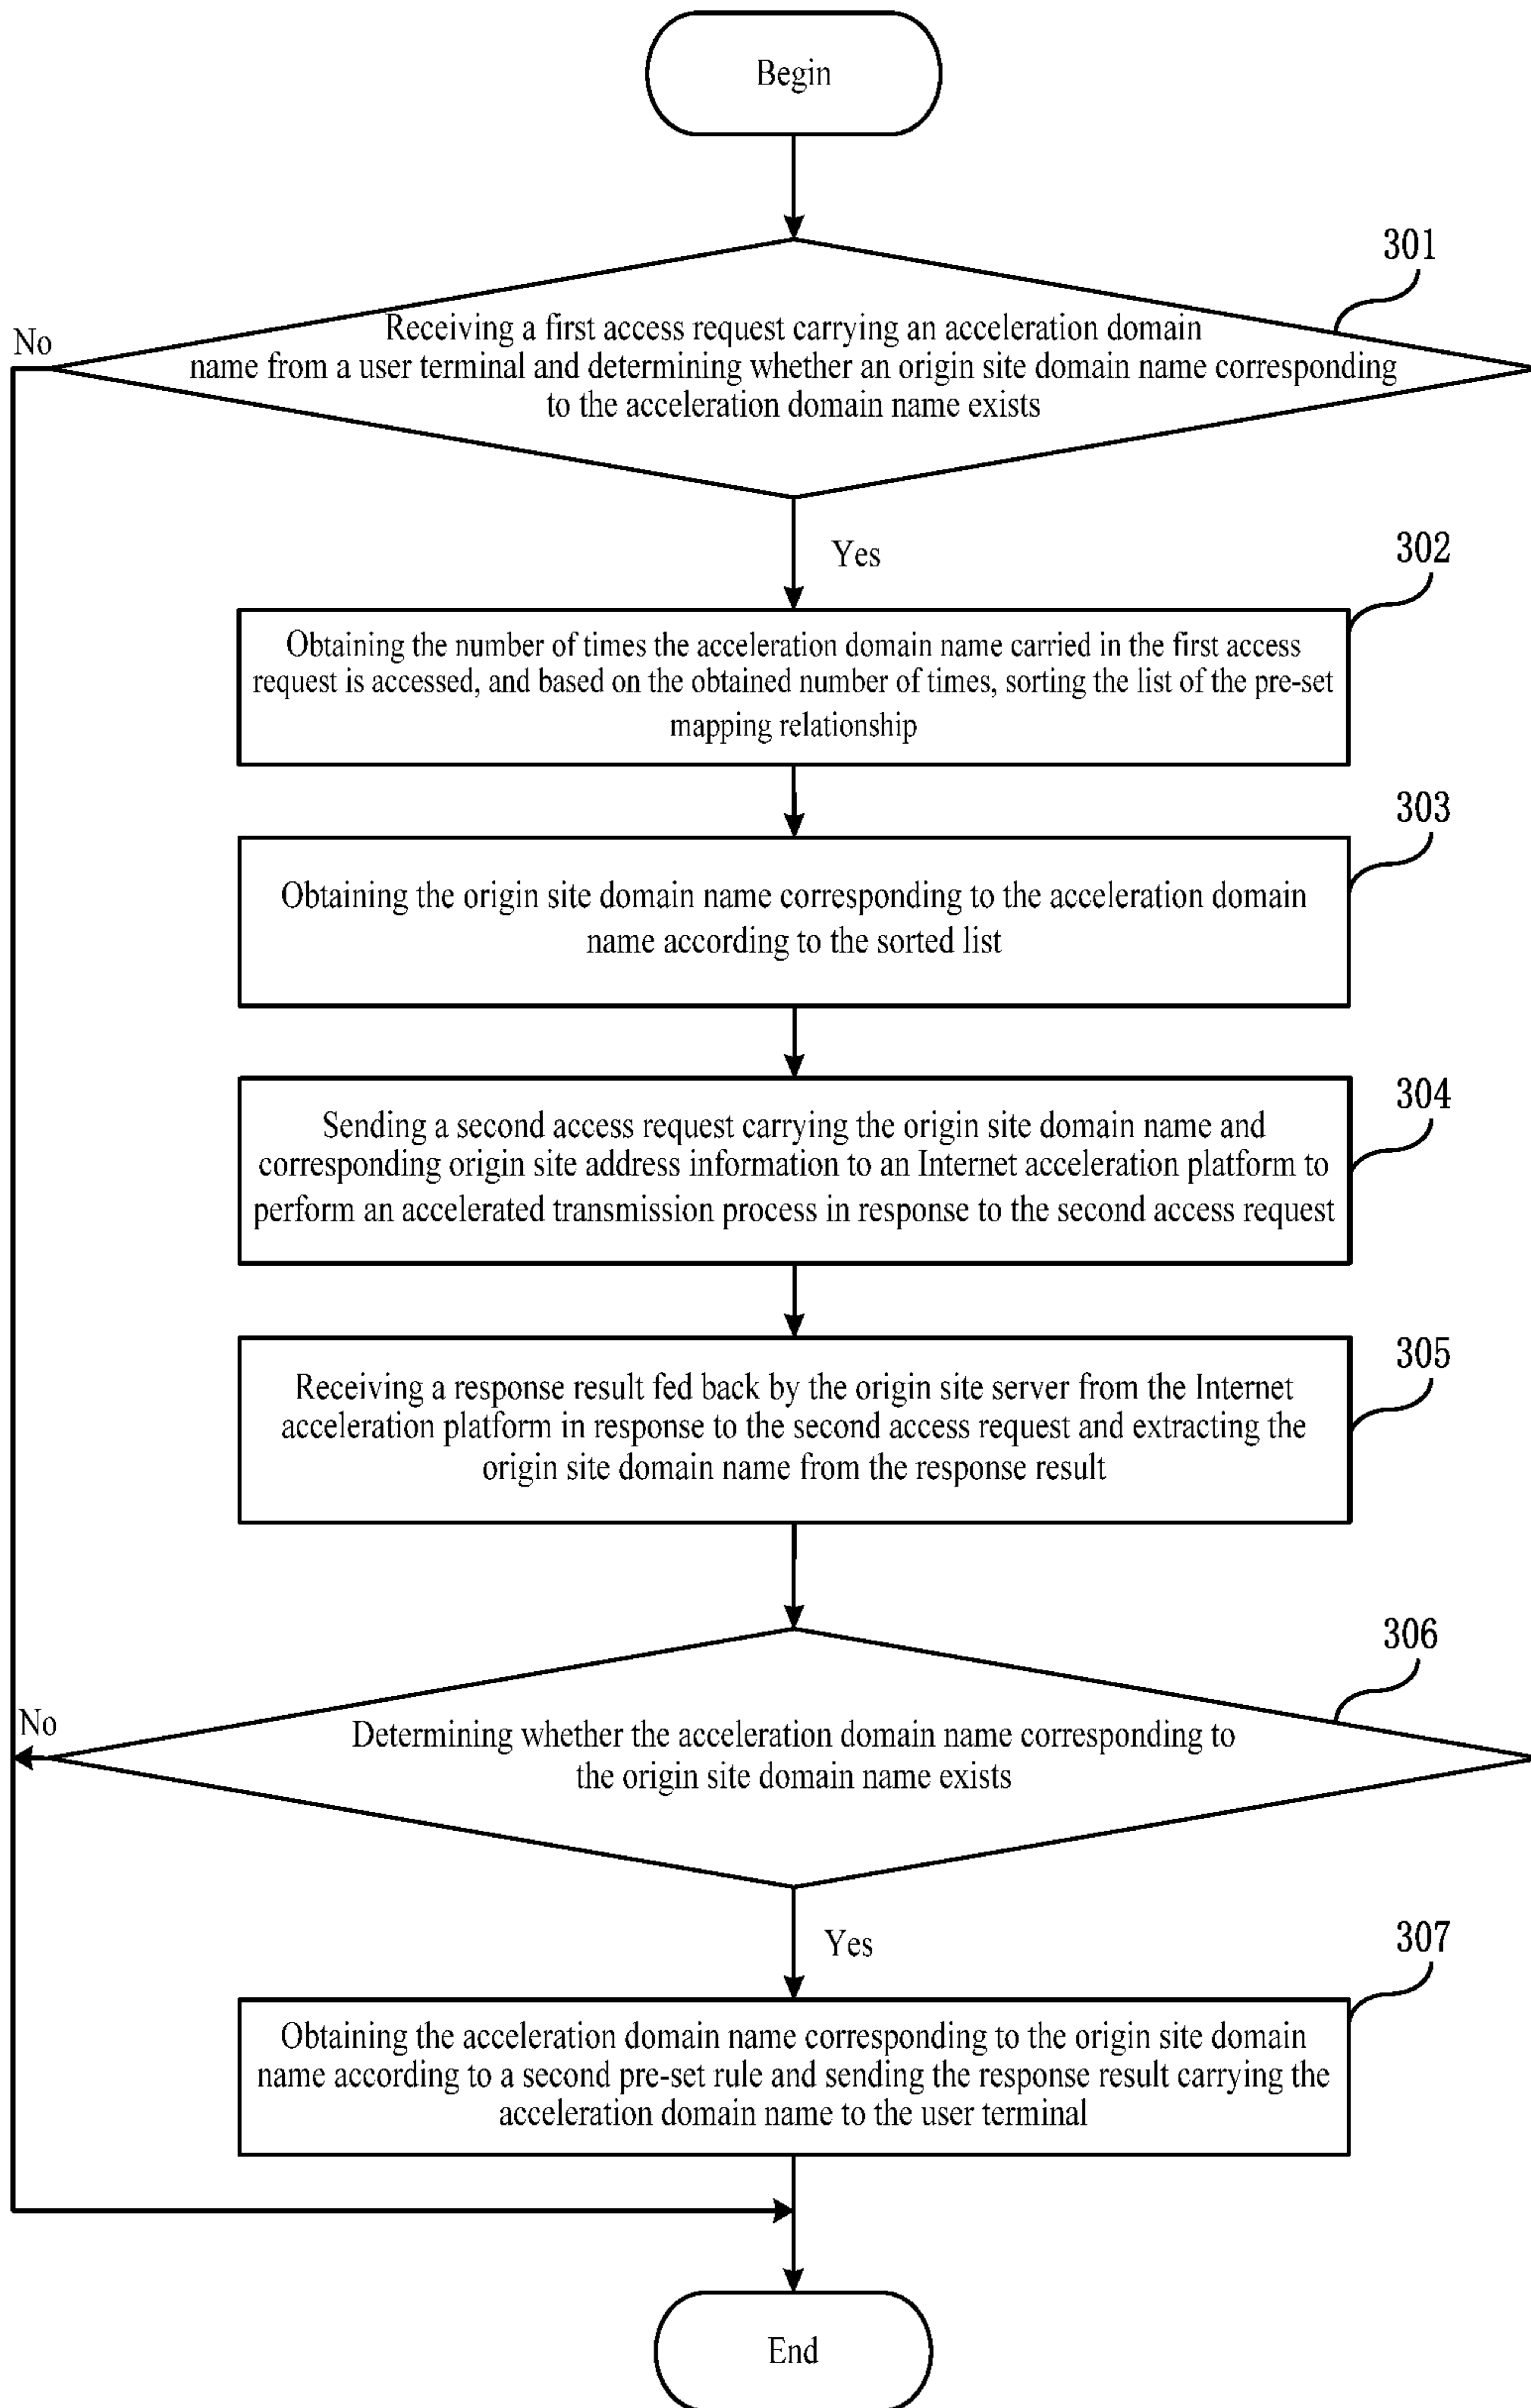 Begin
301
No
Receiving a first access request carrying an acceleration domain
name from a user terminal and determining whether an origin site domain name corresponding
to the acceleration domain name exists
Yes
302
Obtaining the number of times the acceleration domain name carried in the first access
request is accessed, and based on the obtained number of times, sorting the list of the pre-set
mapping relationship
303
Obtaining the origin site domain name corresponding to the acceleration domain
name according to the sorted list
304
Sending a second access request carrying the origin site domain name and
corresponding origin site address information to an Internet acceleration platform to
perform an accelerated transmission process in response to the second access request
305
Receiving a response result fed back by the origin site server from the Internet
acceleration platform in response to the second access request and extracting the
origin site domain name from the response result
306
No
Determining whether the acceleration domain name corresponding to
the origin site domain name exists
Yes
307
Obtaining the acceleration domain name corresponding to the origin site domain
name according to a second pre-set rule and sending the response result carrying the
acceleration domain name to the user terminal
End